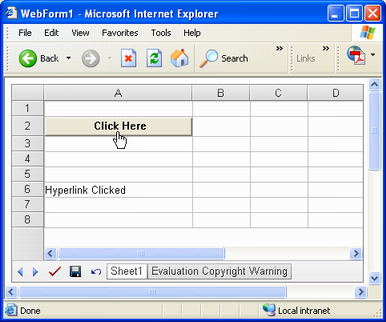 WebForm1 - Microsoft Internet Explorer
File Edit View Favorites Tools Help
Back Search Links
A B C D
1
2 Click Here
3
4
5
6 Hyperlink Clicked
7
8
Sheet1 Evaluation Copyright Warning
Done Local intranet